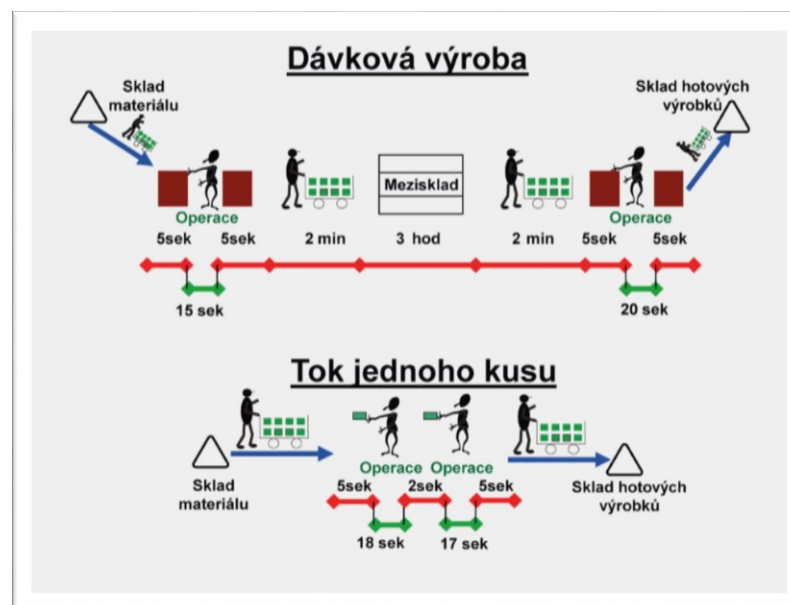 Dávková výroba
Sklad
materiálu
Sklad hotových
výrobků
Mezisklad
Operace
Operace
5sek 5sek 2 min 3 hod 2 min 5sek 5sek
15 sek
20 sek
Tok jednoho kusu
Sklad
materiálu
Operace Operace
5sek 2sek 5sek
18 sek 17 sek
Sklad hotových
výrobků